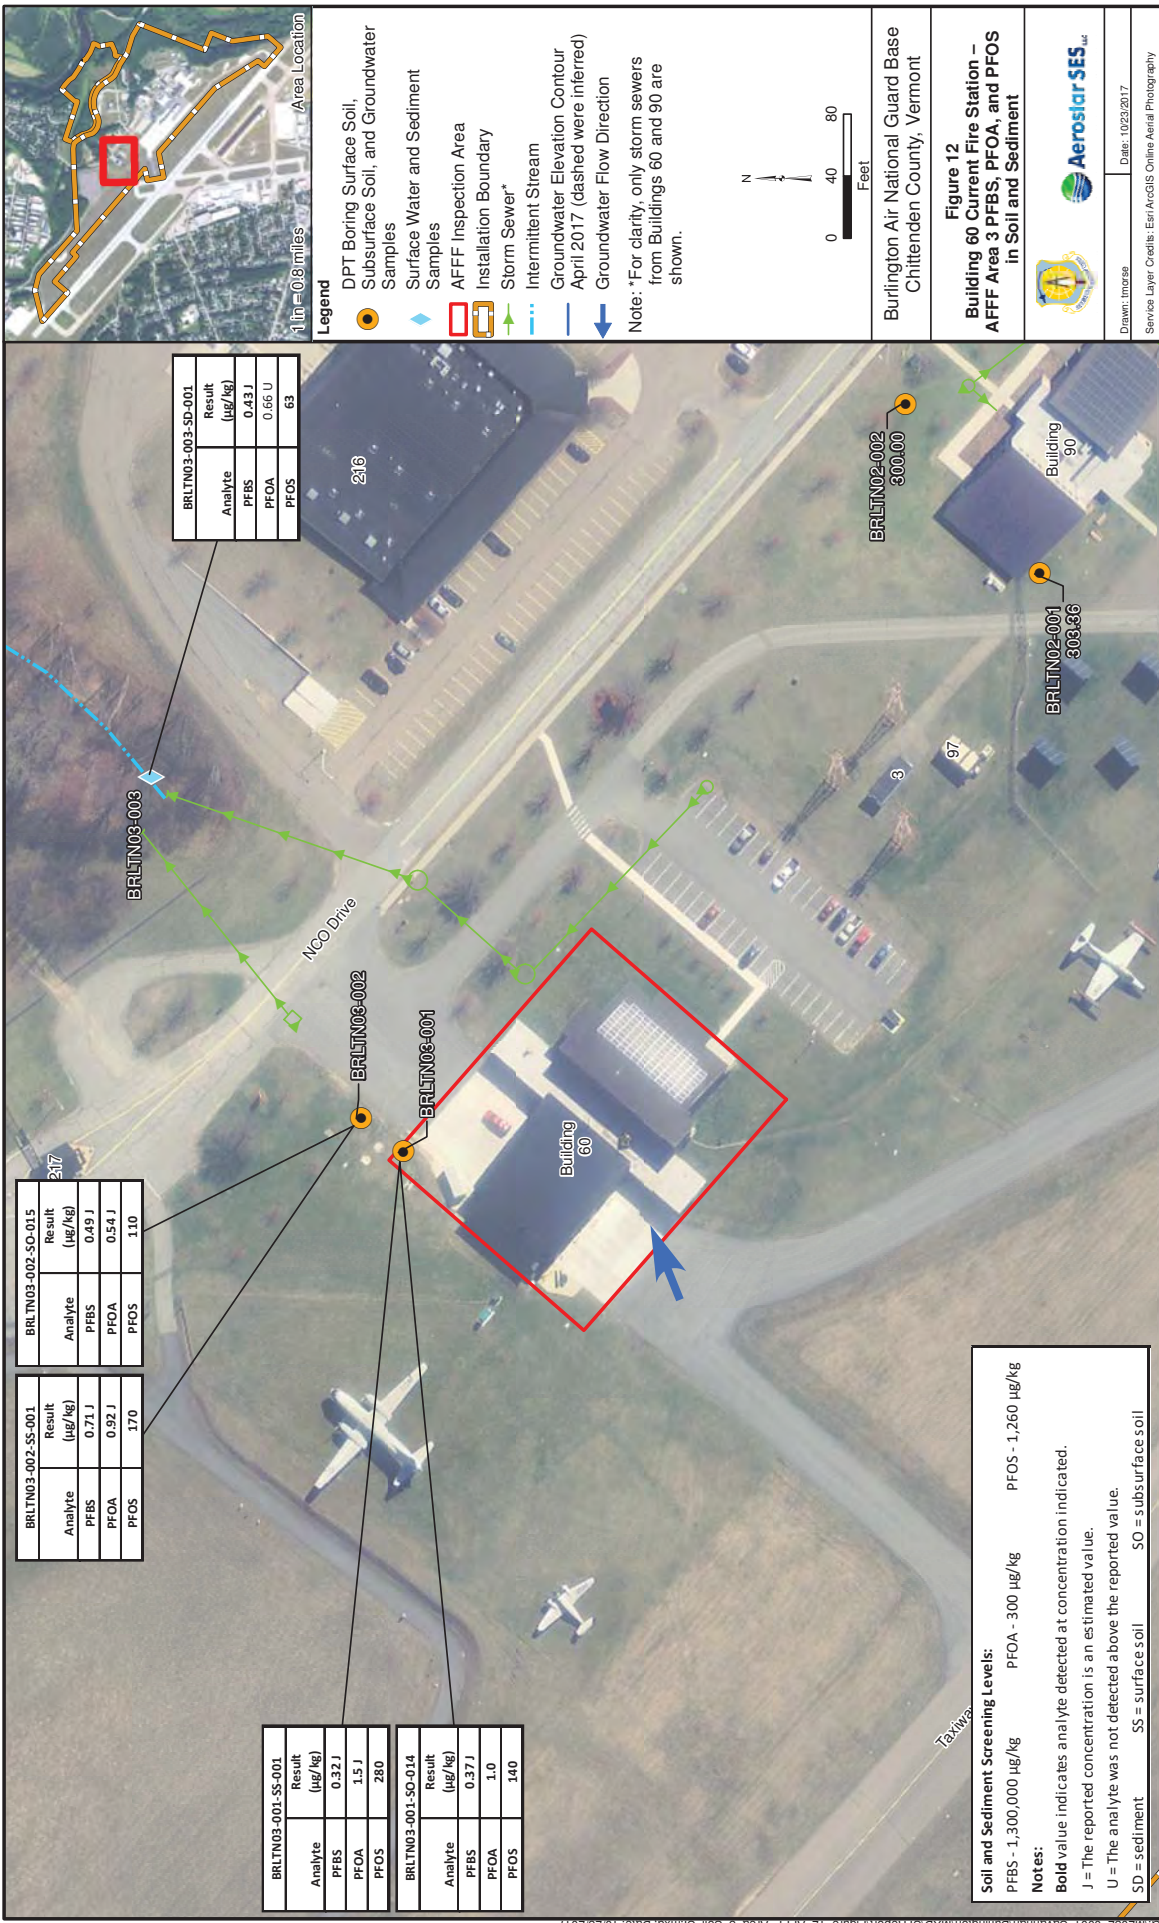 BRLTN03-002-SS-001
Analyte Result (µg/kg)
PFBS 0.71 J
PFOA 0.92 J
PFOS 170
BRLTN03-002-SO-015
Analyte Result (µg/kg)
PFBS 0.49 J
PFOA 0.54 J
PFOS 110
BRLTN03-003-SD-001
Analyte Result (µg/kg)
PFBS 0.43 J
PFOA 0.66 U
PFOS 63
BRLTN03-001-SS-001
Analyte Result (µg/kg)
PFBS 0.32 J
PFOA 1.5 J
PFOS 280
BRLTN03-001-SO-014
Analyte Result (µg/kg)
PFBS 0.37 J
PFOA 1.0
PFOS 140
217
BRLTN03-003
216
NCO Drive
BRLTN03-002
BRLTN03-001
Building
60
BRLTN02-002
300.00
Building
90
BRLTN02-001
303.36
3
97
Taxiwa
Soil and Sediment Screening Levels:
PFBS - 1,300,000 µg/kg PFOA - 300 µg/kg PFOS - 1,260 µg/kg
Notes:
Bold value indicates analyte detected at concentration indicated.
J = The reported concentration is an estimated value.
U = The analyte was not detected above the reported value.
SD = sediment SS = surface soil SO = subsurface soil
1 in = 0.8 miles Area Location
Legend
DPT Boring Surface Soil,
Subsurface Soil, and Groundwater
Samples
Surface Water and Sediment
Samples
AFFF Inspection Area
Installation Boundary
Storm Sewer*
Intermittent Stream
Groundwater Elevation Contour
April 2017 (dashed were inferred)
Groundwater Flow Direction
Note: *For clarity, only storm sewers
from Buildings 60 and 90 are
shown.
N
0 40 80
Feet
Burlington Air National Guard Base
Chittenden County, Vermont
Figure 12
Building 60 Current Fire Station –
AFFF Area 3 PFBS, PFOA, and PFOS
in Soil and Sediment
Aerostar SES LLC
Drawn: tmorse Date: 10/23/2017
Service Layer Credits: Esri ArcGIS Online Aerial Photography